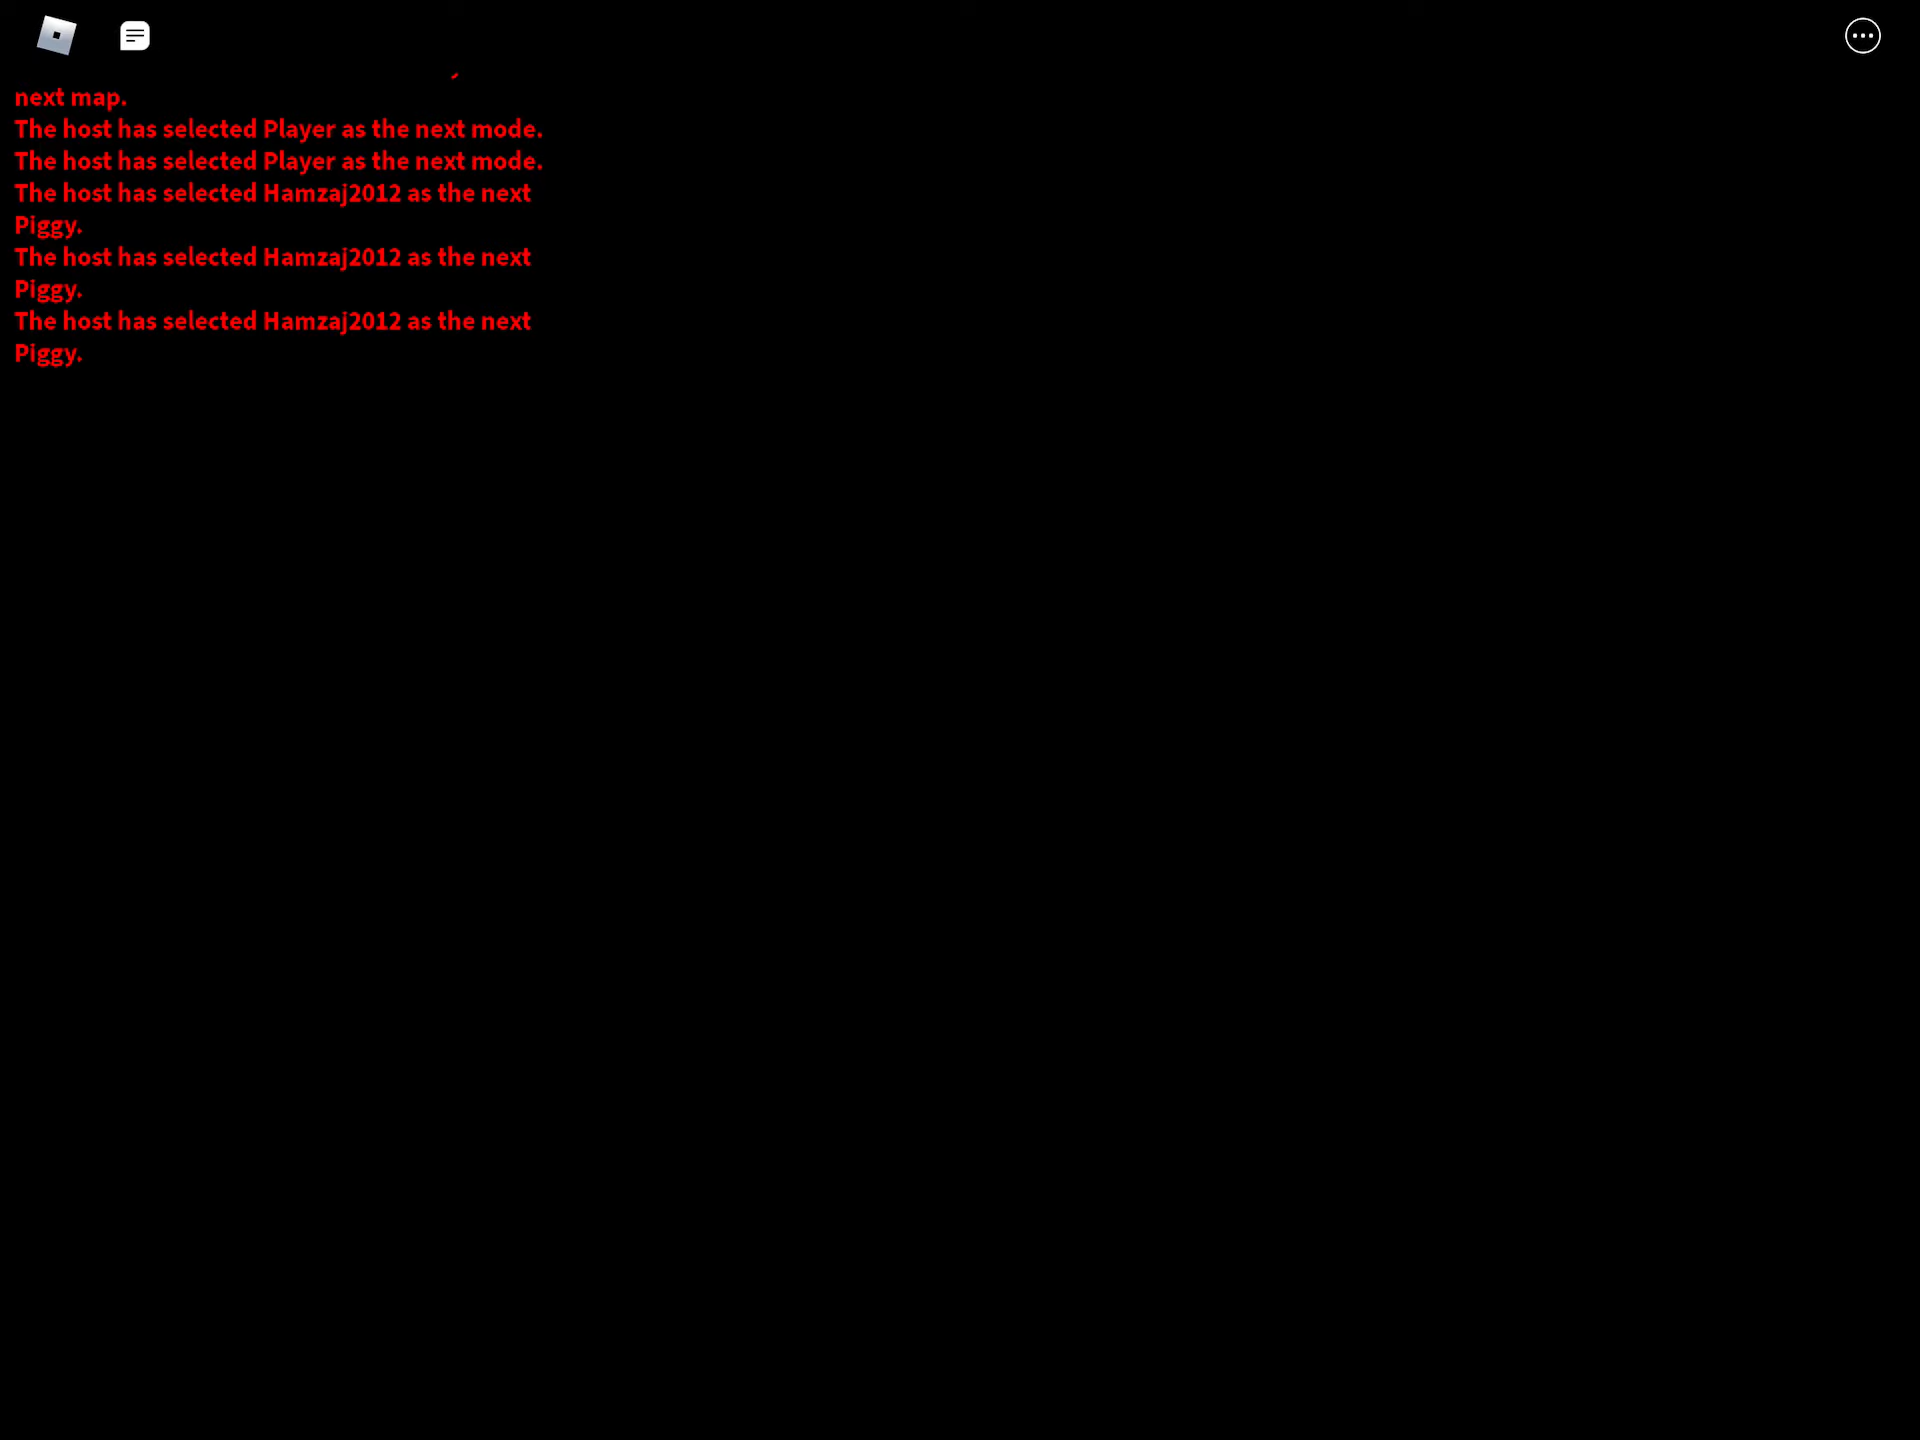 next map.
The host has selected Player as the next mode.
The host has selected Player as the next mode.
The host has selected Hamzaj2012 as the next
Piggy.
The host has selected Hamzaj2012 as the next
Piggy.
The host has selected Hamzaj2012 as the next
Piggy.